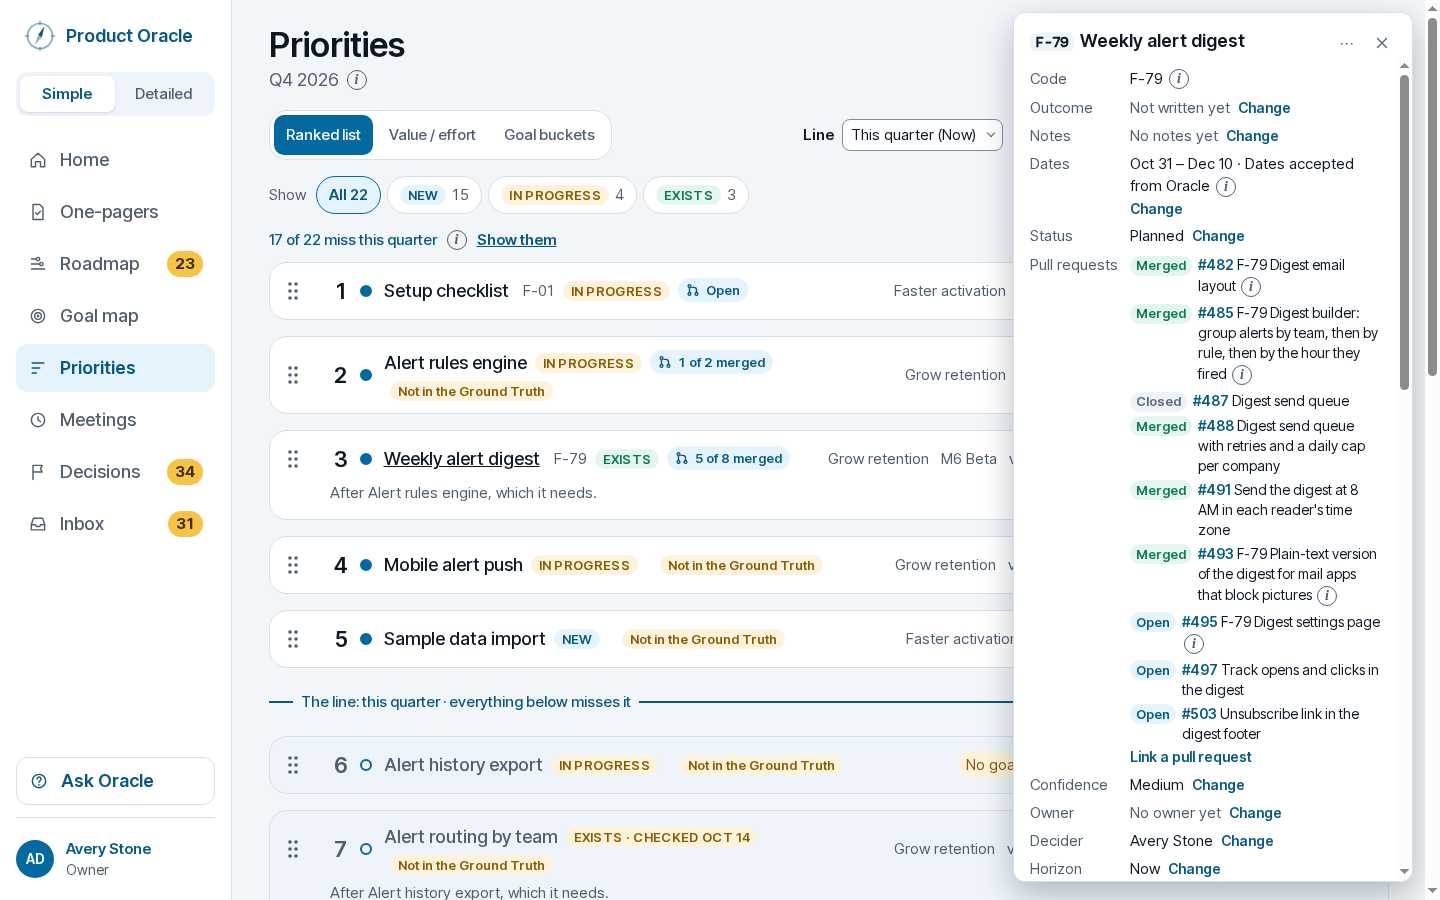 Product Oracle
Simple
Detailed
Home
One-pagers
Roadmap 23
Goal map
Priorities
Meetings
Decisions 34
Inbox 31
Ask Oracle
AD
Avery Stone
Owner
Priorities
Q4 2026 i
Ranked list
Value / effort
Goal buckets
Line
This quarter (Now)
Show
All 22
NEW 15
IN PROGRESS 4
EXISTS 3
17 of 22 miss this quarter i Show them
1 Setup checklist F-01 IN PROGRESS Open Faster activation
2 Alert rules engine IN PROGRESS 1 of 2 merged Grow retention
Not in the Ground Truth
3 Weekly alert digest F-79 EXISTS 5 of 8 merged Grow retention M6 Beta
After Alert rules engine, which it needs.
4 Mobile alert push IN PROGRESS Not in the Ground Truth Grow retention
5 Sample data import NEW Not in the Ground Truth Faster activation
The line: this quarter · everything below misses it
6 Alert history export IN PROGRESS Not in the Ground Truth No goa
7 Alert routing by team EXISTS · CHECKED OCT 14 Grow retention
Not in the Ground Truth
After Alert history export, which it needs.
F-79 Weekly alert digest ...
Code F-79 i
Outcome Not written yet Change
Notes No notes yet Change
Dates Oct 31 – Dec 10 · Dates accepted
from Oracle i
Change
Status Planned Change
Pull requests Merged #482 F-79 Digest email
layout i
Merged #485 F-79 Digest builder:
group alerts by team, then by
rule, then by the hour they
fired i
Closed #487 Digest send queue
Merged #488 Digest send queue
with retries and a daily cap
per company
Merged #491 Send the digest at 8
AM in each reader's time
zone
Merged #493 F-79 Plain-text version
of the digest for mail apps
that block pictures i
Open #495 F-79 Digest settings page
i
Open #497 Track opens and clicks in
the digest
Open #503 Unsubscribe link in the
digest footer
Link a pull request
Confidence Medium Change
Owner No owner yet Change
Decider Avery Stone Change
Horizon Now Change